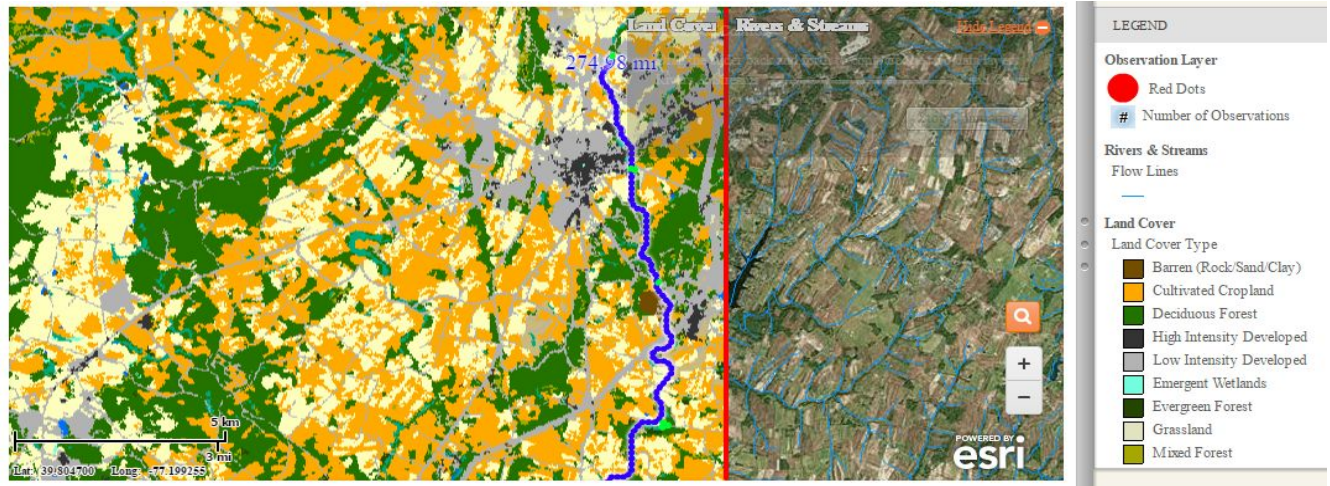 Land Cover
Rivers & Streams
Hide Legend
274.98 mi
5 km
3 mi
Lat: 39.804700 Long: -77.199255
+
−
POWERED BY
esri
LEGEND
Observation Layer
Red Dots
# Number of Observations
Rivers & Streams
Flow Lines
Land Cover
Land Cover Type
Barren (Rock/Sand/Clay)
Cultivated Cropland
Deciduous Forest
High Intensity Developed
Low Intensity Developed
Emergent Wetlands
Evergreen Forest
Grassland
Mixed Forest